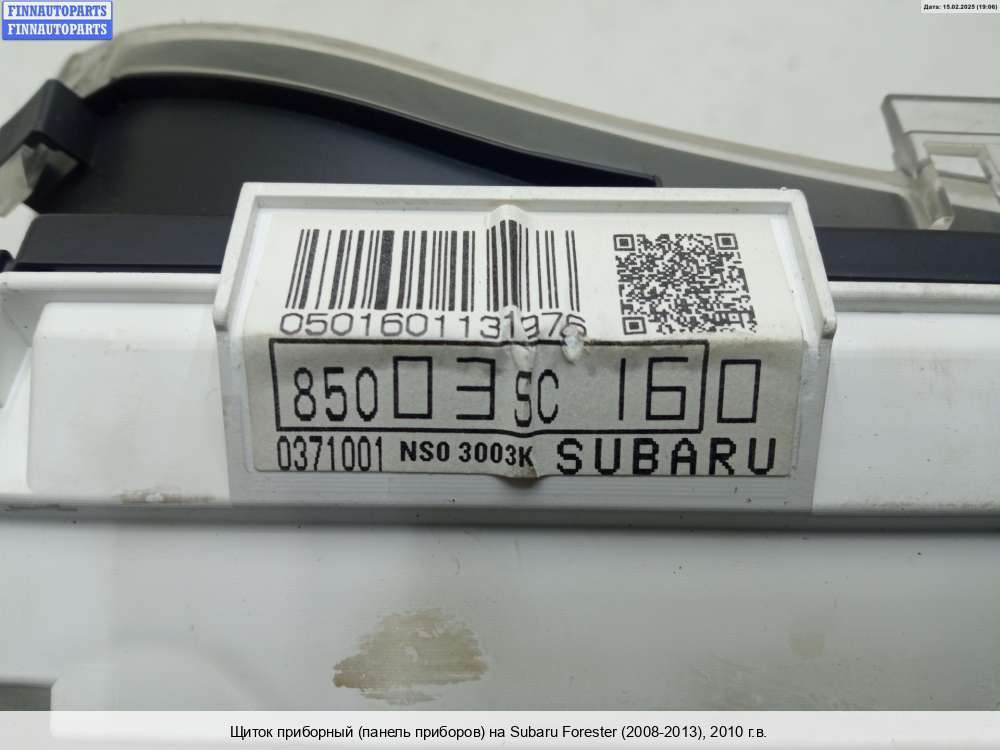 FINNAUTOPARTS
FINNAUTOPARTS
Дата: 15.02.2025 (19:06)
0501601131976
85003SC160
0371001 NS0 3003K SUBARU
Щиток приборный (панель приборов) на Subaru Forester (2008-2013), 2010 г.в.